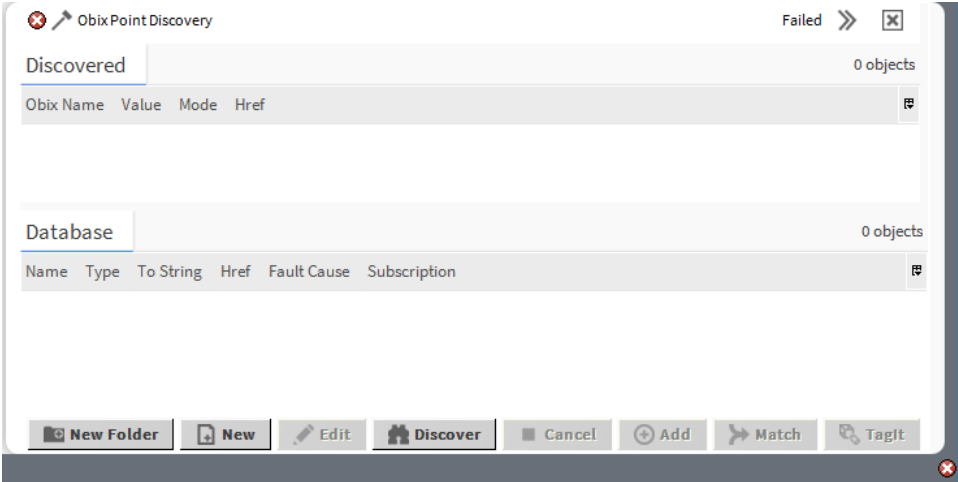 Obix Point Discovery Failed
Discovered 0 objects
Obix Name Value Mode Href
Database 0 objects
Name Type To String Href Fault Cause Subscription
New Folder New Edit Discover Cancel Add Match TagIt